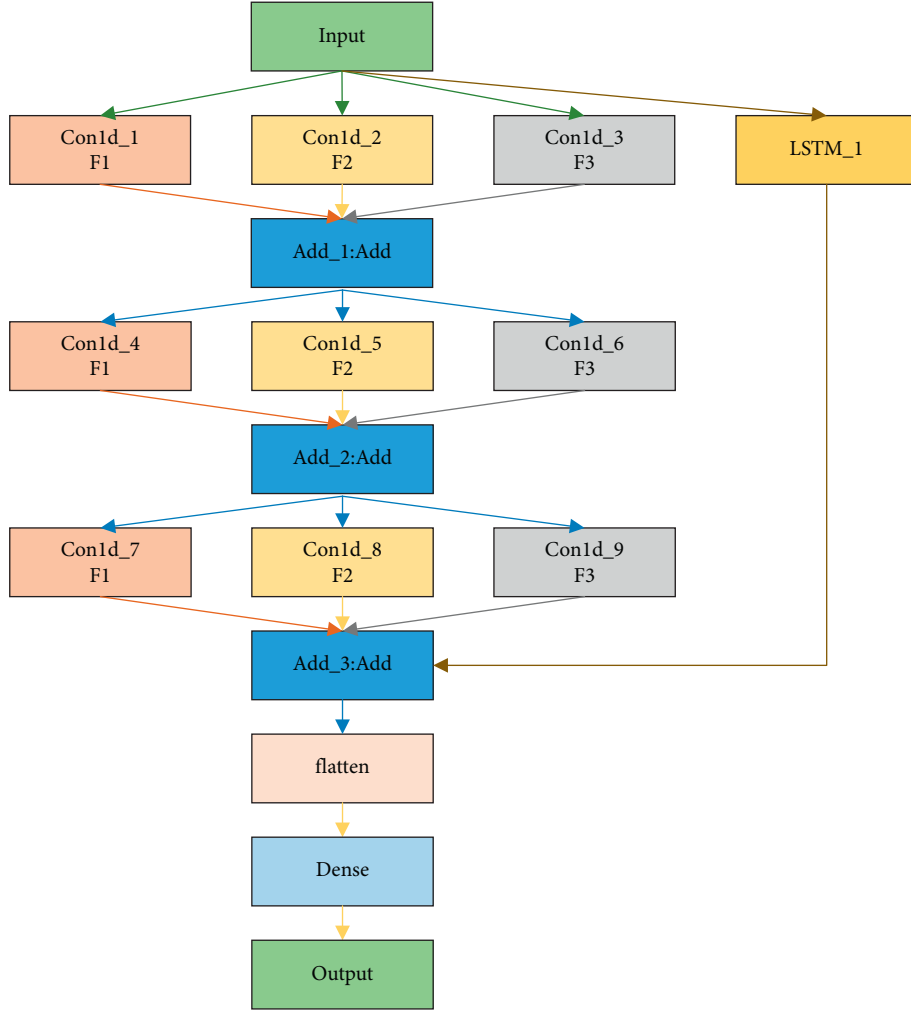 Input
Con1d_1
F1
Con1d_2
F2
Con1d_3
F3
LSTM_1
Add_1:Add
Con1d_4
F1
Con1d_5
F2
Con1d_6
F3
Add_2:Add
Con1d_7
F1
Con1d_8
F2
Con1d_9
F3
Add_3:Add
flatten
Dense
Output